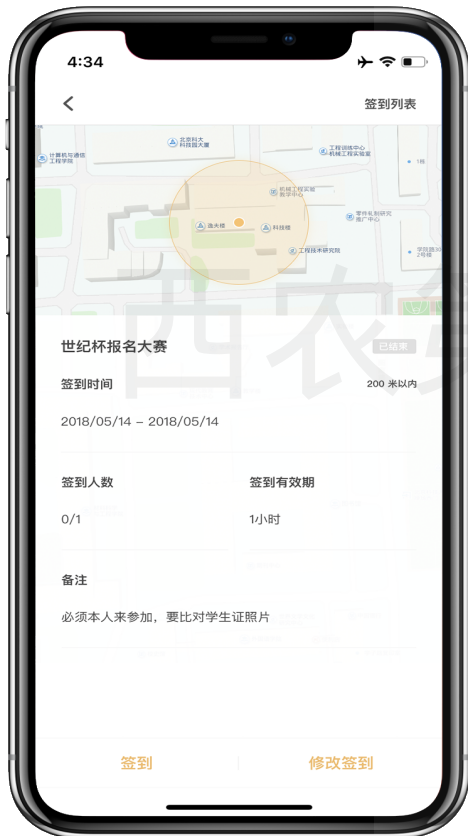 4:34
签到列表
北京科大
科技园大厦
计算机与通信
工程学院
工程训练中心
机械工程实验室
1栋
机械工程实验
教学中心
零件轧制研究
推广中心
逸夫楼
科技楼
工程技术研究院
学院路30
2号楼
西农
世纪杯报名大赛
已结束
签到时间
200 米以内
2018/05/14 - 2018/05/14
签到人数
签到有效期
0/1
1小时
备注
必须本人来参加，要比对学生证照片
签到
修改签到